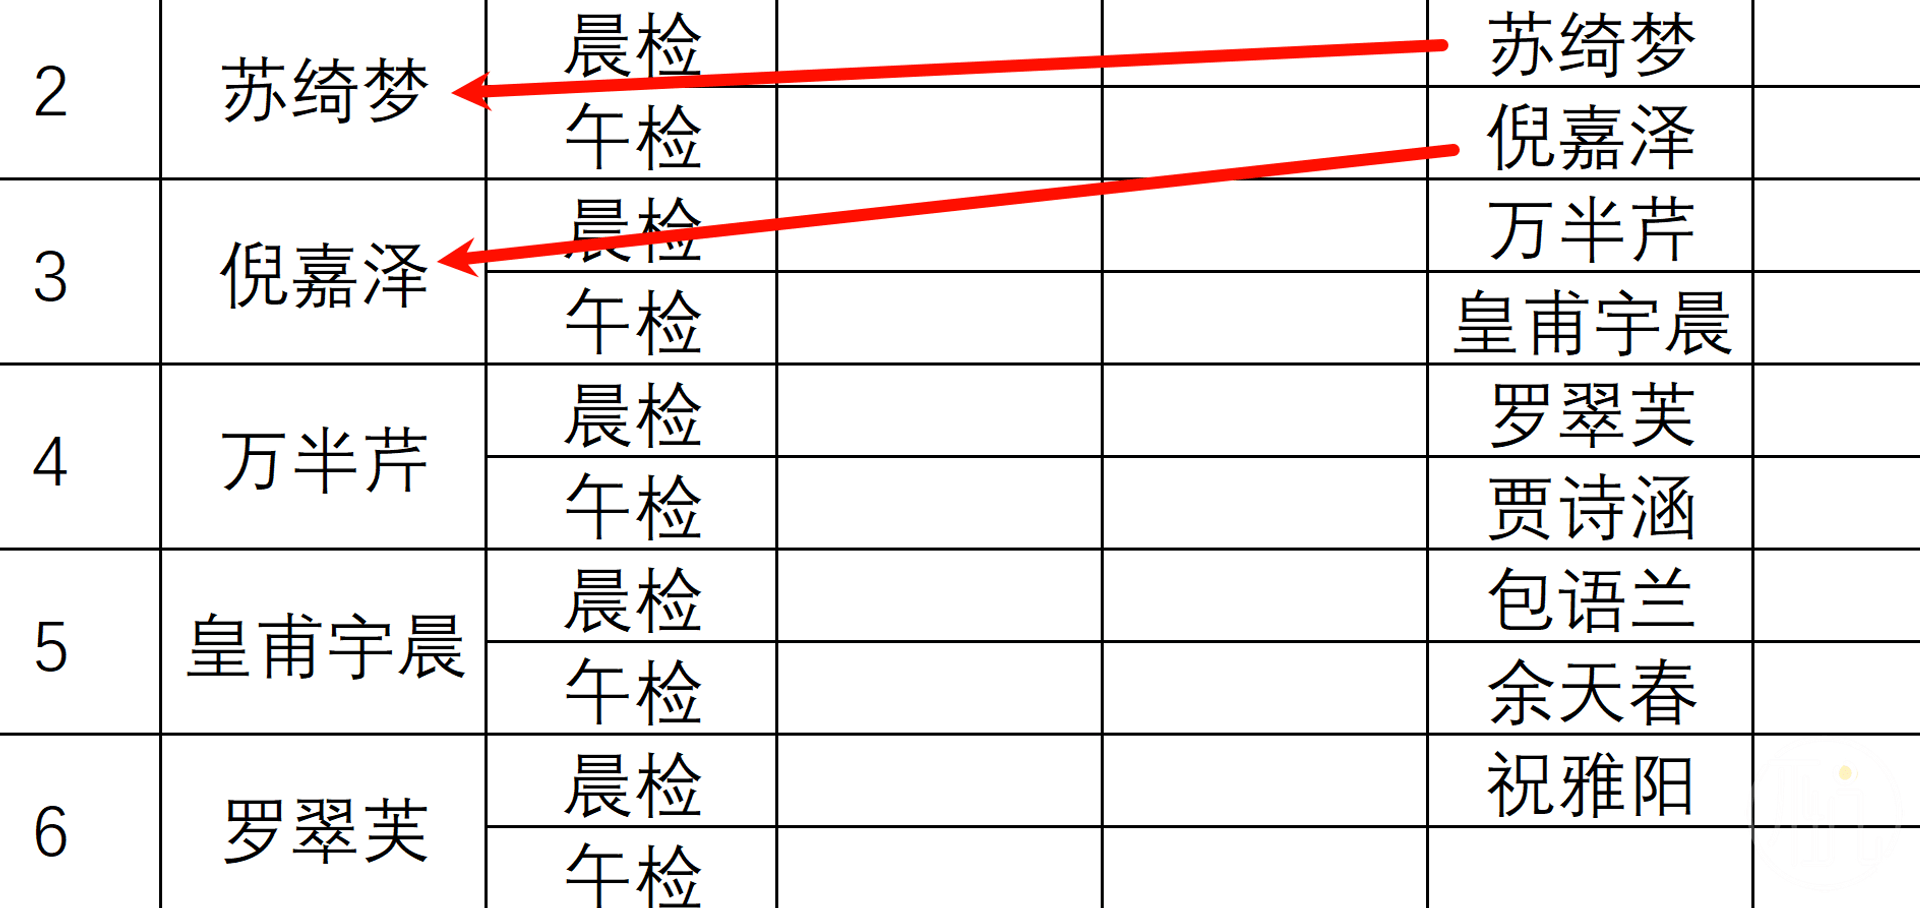 2 苏绮梦 晨检 苏绮梦
午检 倪嘉泽
3 倪嘉泽 晨检 万半芹
午检 皇甫宇晨
4 万半芹 晨检 罗翠芙
午检 贾诗涵
5 皇甫宇晨 晨检 包语兰
午检 余天春
6 罗翠芙 晨检 祝雅阳
午检